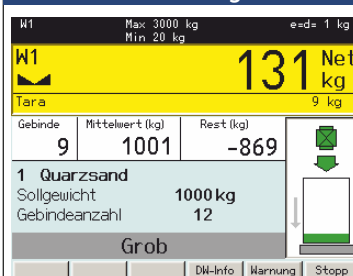 W1 Max 3000 kg e=d= 1 kg
Min 20 kg
W1 131 Net
kg
Tara 9 kg
Gebinde Mittelwert (kg) Rest (kg)
9 1001 -869
1 Quarzsand
Sollgewicht 1000 kg
Gebindeanzahl 12
Grob
DW-Info Warnung Stopp